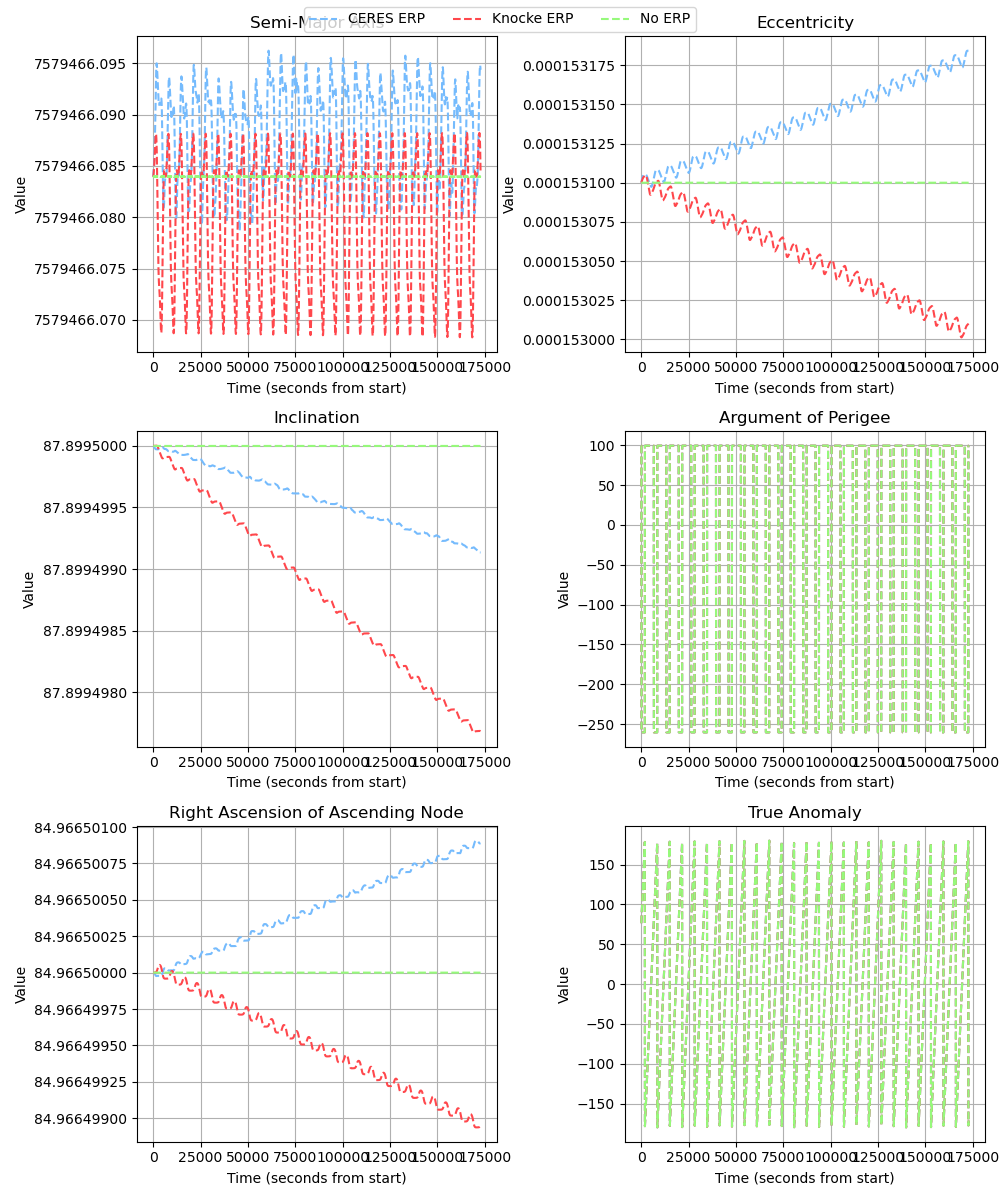 CERES ERP Knocke ERP No ERP
Semi-Major Axis
7579466.095
7579466.090
7579466.085
7579466.080
7579466.075
7579466.070
Value
0 25000 50000 75000 100000 125000 150000 175000
Time (seconds from start)
Eccentricity
0.000153175
0.000153150
0.000153125
0.000153100
0.000153075
0.000153050
0.000153025
0.000153000
Value
0 25000 50000 75000 100000 125000 150000 175000
Time (seconds from start)
Inclination
87.8995000
87.8994995
87.8994990
87.8994985
87.8994980
Value
0 25000 50000 75000 100000 125000 150000 175000
Time (seconds from start)
Argument of Perigee
100
50
0
−50
−100
−150
−200
−250
Value
0 25000 50000 75000 100000 125000 150000 175000
Time (seconds from start)
Right Ascension of Ascending Node
84.96650100
84.96650075
84.96650050
84.96650025
84.96650000
84.96649975
84.96649950
84.96649925
84.96649900
Value
0 25000 50000 75000 100000 125000 150000 175000
Time (seconds from start)
True Anomaly
150
100
50
0
−50
−100
−150
Value
0 25000 50000 75000 100000 125000 150000 175000
Time (seconds from start)